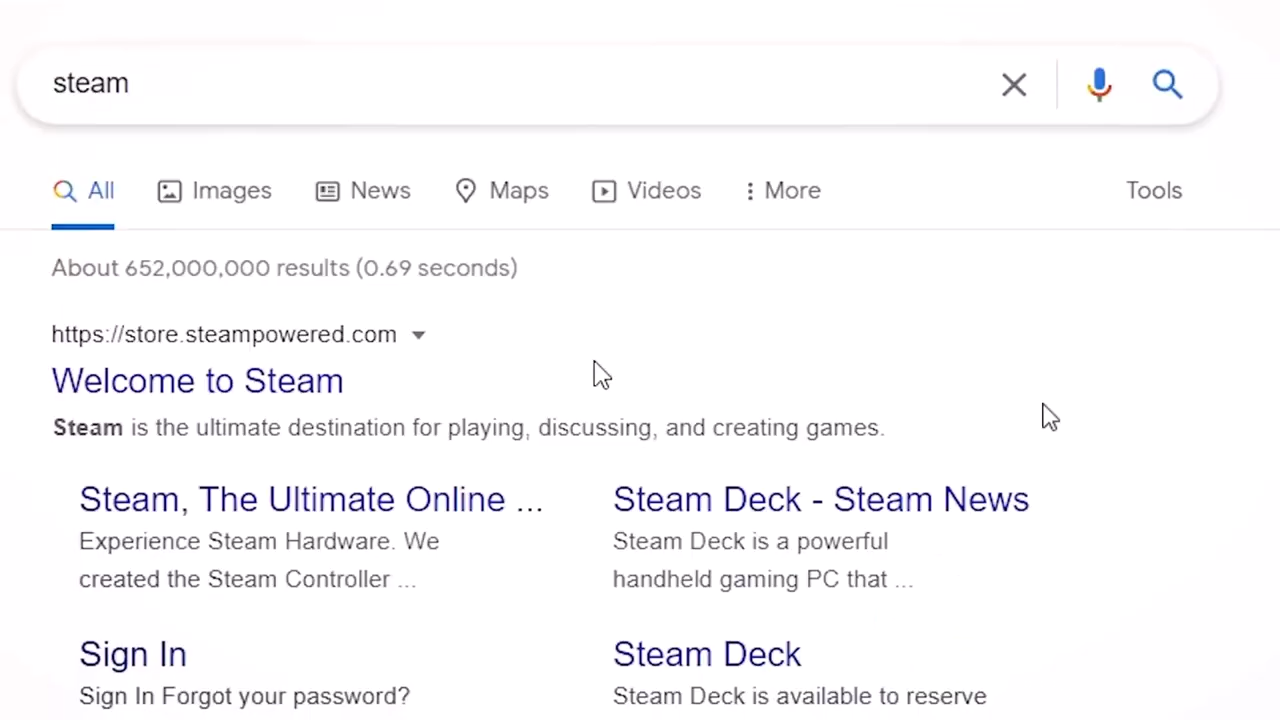 steam
All Images News Maps Videos More Tools
About 652,000,000 results (0.69 seconds)
https://store.steampowered.com
Welcome to Steam
Steam is the ultimate destination for playing, discussing, and creating games.
Steam, The Ultimate Online ...
Experience Steam Hardware. We
created the Steam Controller ...
Steam Deck - Steam News
Steam Deck is a powerful
handheld gaming PC that ...
Sign In
Sign In Forgot your password?
Steam Deck
Steam Deck is available to reserve